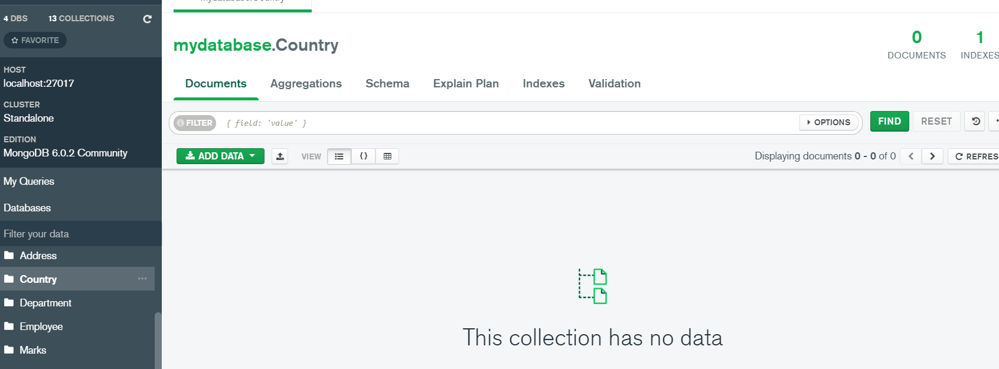 4 DBS 13 COLLECTIONS
FAVORITE
HOST
localhost:27017
CLUSTER
Standalone
EDITION
MongoDB 6.0.2 Community
My Queries
Databases
Filter your data
Address
Country
Department
Employee
Marks
mydatabase.Country
mydatabase.Country
0
DOCUMENTS
1
INDEXES
Documents Aggregations Schema Explain Plan Indexes Validation
FILTER { field: 'value' } OPTIONS FIND RESET
ADD DATA VIEW { } Displaying documents 0 - 0 of 0 REFRES
This collection has no data